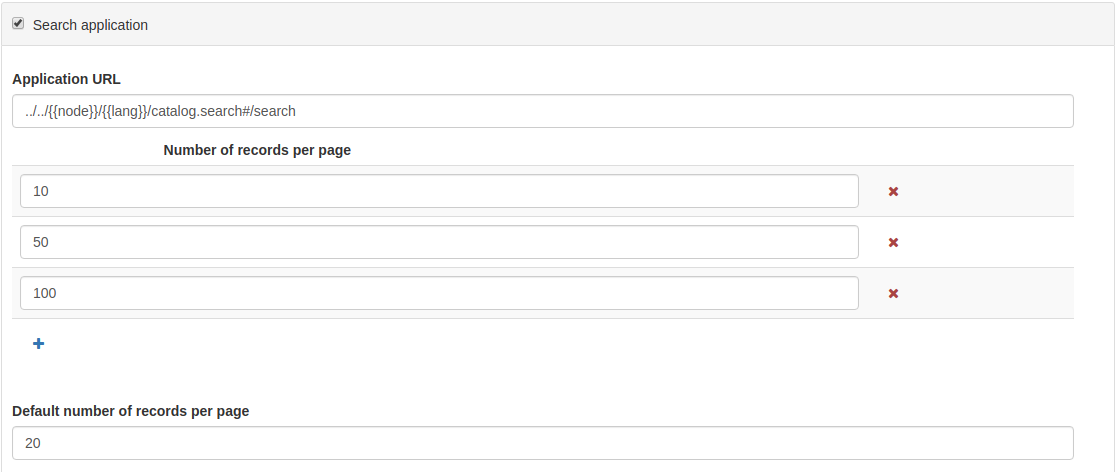 Search application
Application URL
../../{{node}}/{{lang}}/catalog.search#/search
Number of records per page
10
50
100
Default number of records per page
20